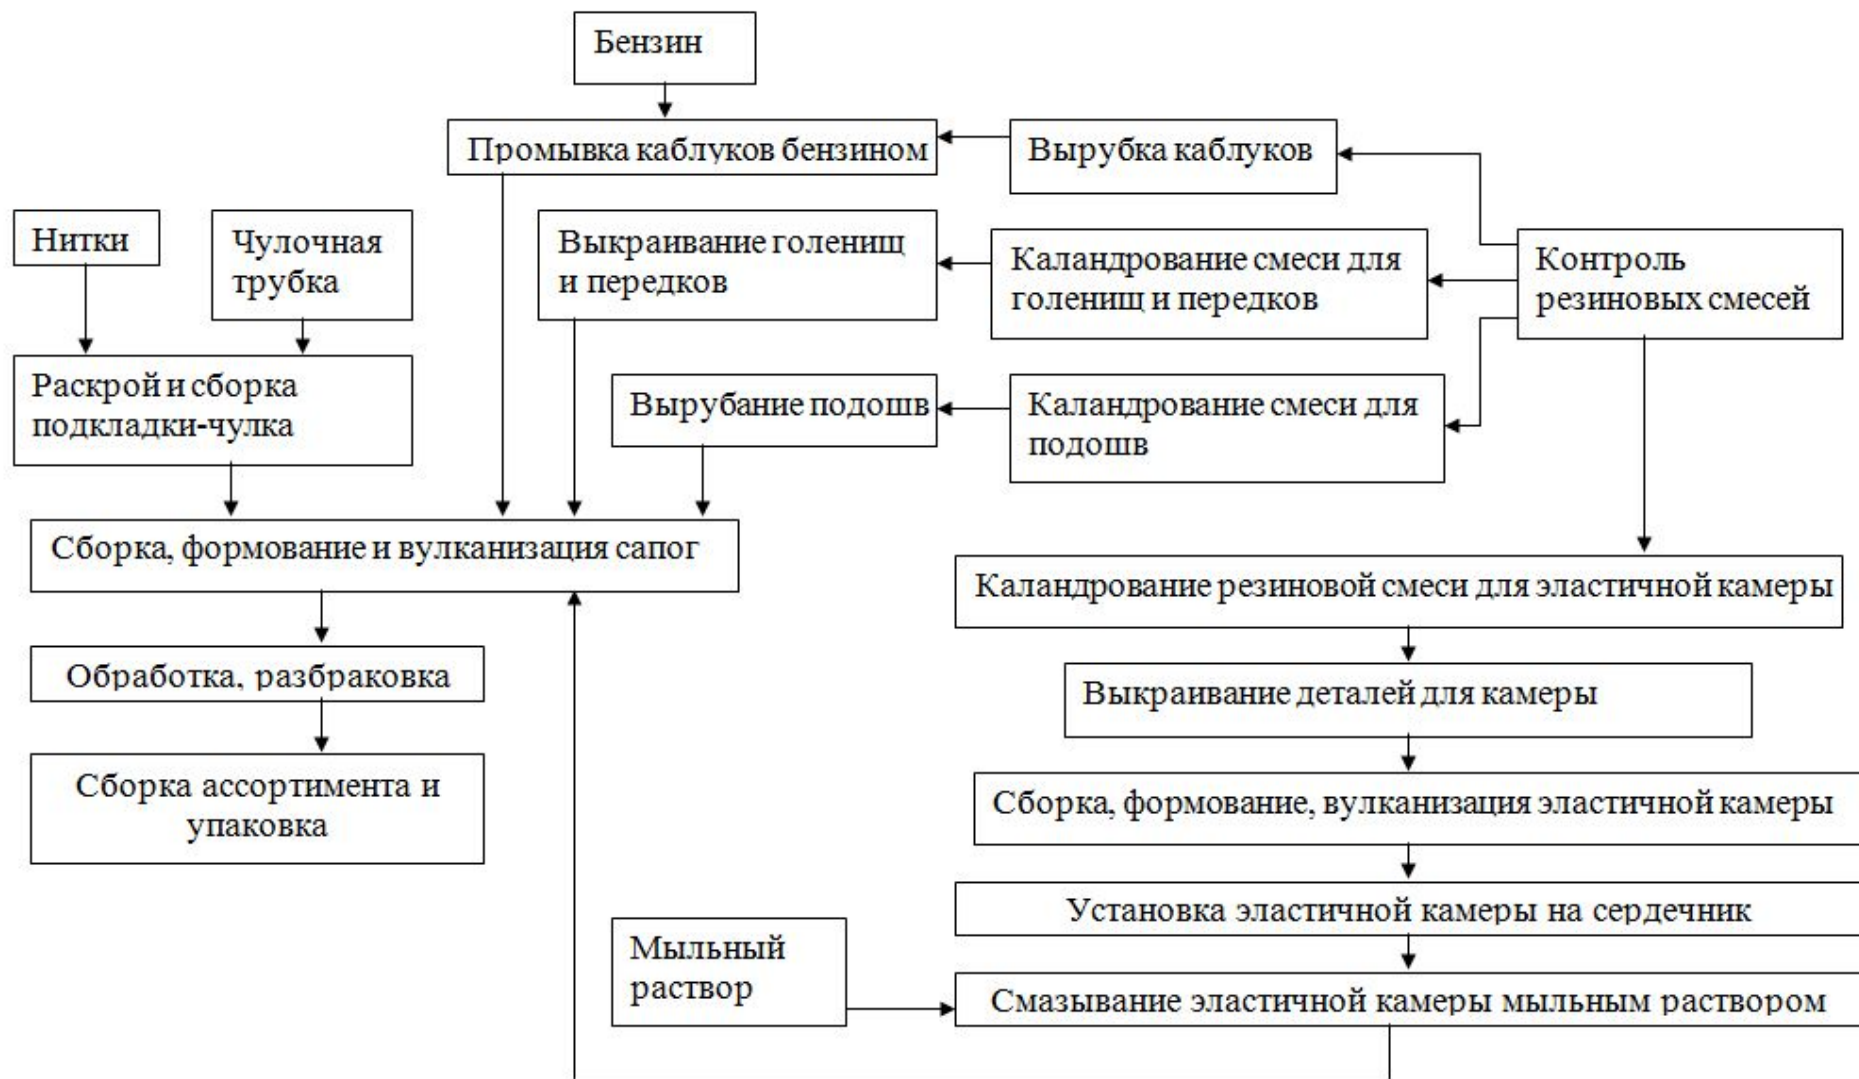 Бензин
Промывка каблуков бензином
Вырубка каблуков
Нитки
Чулочная
трубка
Выкраивание голенищ
и передков
Каландрование смеси для
голенищ и передков
Контроль
резиновых смесей
Раскрой и сборка
подкладки-чулка
Вырубание подошв
Каландрование смеси для
подошв
Сборка, формование и вулканизация сапог
Каландрование резиновой смеси для эластичной камеры
Обработка, разбраковка
Выкраивание деталей для камеры
Сборка ассортимента и
упаковка
Сборка, формование, вулканизация эластичной камеры
Установка эластичной камеры на сердечник
Мыльный
раствор
Смазывание эластичной камеры мыльным раствором